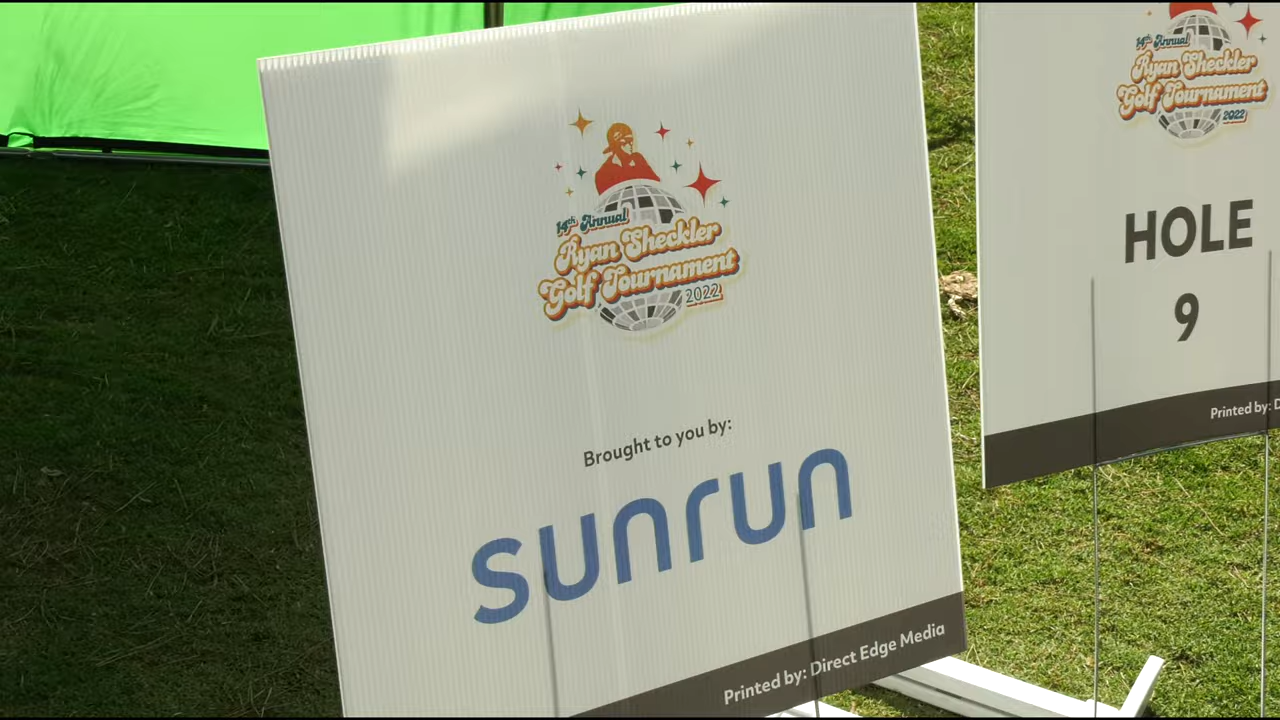 14th Annual
Ryan Sheckler
Golf Tournament
2022
Brought to you by:
sunrun
Printed by: Direct Edge Media
14th Annual
Ryan Sheckler
Golf Tournament
2022
HOLE
9
Printed by: